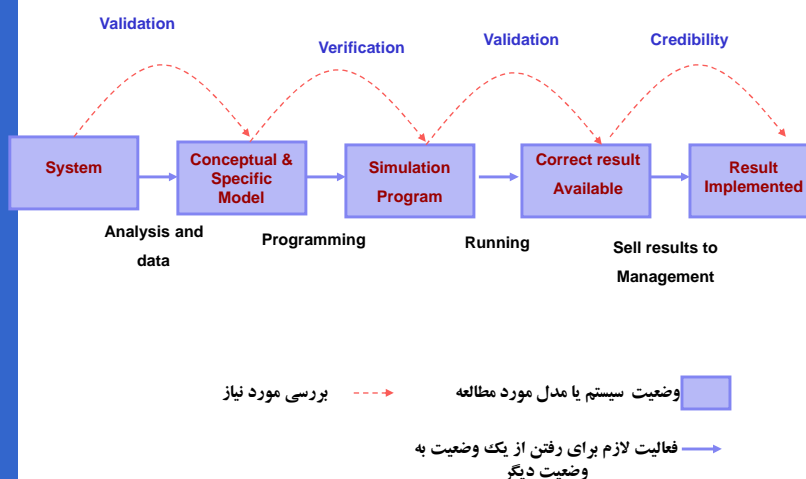 Validation
Verification
Validation
Credibility
System
Conceptual &
Specific
Model
Simulation
Program
Correct result
Available
Result
Implemented
Analysis and
data
Programming
Running
Sell results to
Management
وضعیت سیستم یا مدل مورد مطالعه
بررسی مورد نیاز
فعالیت لازم برای رفتن از یک وضعیت به
وضعیت دیگر